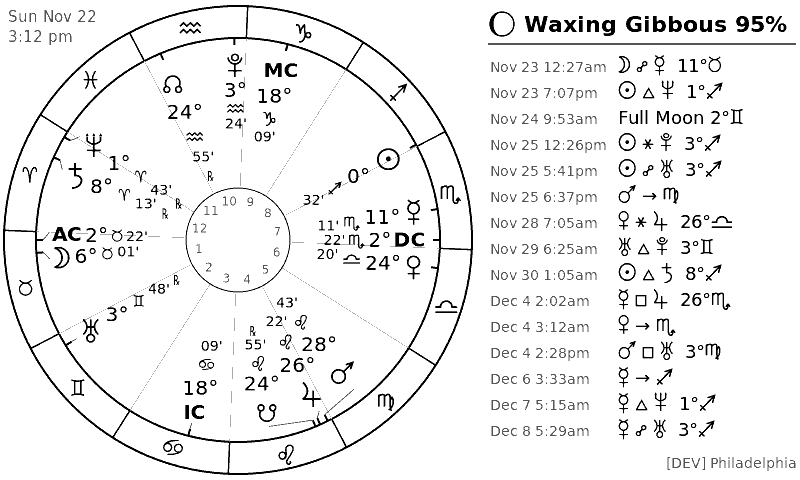 Sun Nov 22
3:12 pm
☽ Waxing Gibbous 95%
Nov 23 12:27am ☽ ☍ ☿ 11°♉
Nov 23 7:07pm ☉ △ ♆ 1°♐
Nov 24 9:53am Full Moon 2°♊
Nov 25 12:26pm ☉ ⚹ ♇ 3°♐
Nov 25 5:41pm ☉ ☍ ♅ 3°♐
Nov 25 6:37pm ♂ → ♍
Nov 28 7:05am ♀ ⚹ ♃ 26°♎
Nov 29 6:25am ♅ △ ♇ 3°♊
Nov 30 1:05am ☉ △ ♄ 8°♐
Dec 4 2:02am ☿ □ ♃ 26°♏
Dec 4 3:12am ♀ → ♏
Dec 4 2:28pm ♂ □ ♅ 3°♍
Dec 6 3:33am ☿ → ♐
Dec 7 5:15am ☿ △ ♆ 1°♐
Dec 8 5:29am ☿ ☍ ♅ 3°♐
[DEV] Philadelphia
♒
♑
♐
♏
♎
♍
♌
♋
♊
♉
♈
♓
☊ 24° ♒ 55' ℞
♇ 3° ♒ 24'
MC 18° ♑ 09'
☉ 0° ♐ 32'
☿ 11° ♏ 11'
DC 2° ♏ 22'
♀ 24° ♎ 20'
♂ 28° ♌ 43'
♃ 26° ♌ 22'
☋ 24° ♌ 55' ℞
IC 18° ♋ 09'
♅ 3° ♊ 48' ℞
☽ 6° ♉ 01'
AC 2° ♉ 22'
♄ 8° ♈ 13' ℞
♆ 1° ♈ 43' ℞
1
2
3
4
5
6
7
8
9
10
11
12